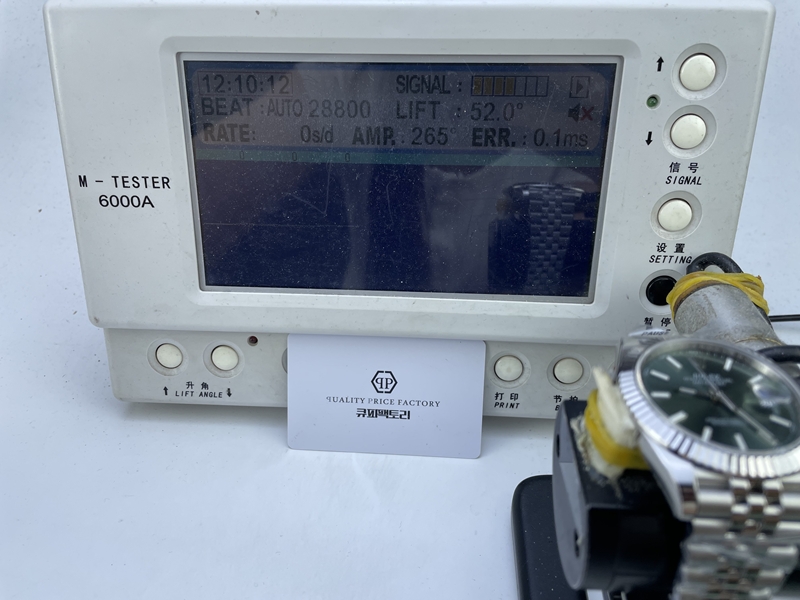 12:10:12 SIGNAL :
BEAT :AUTO 28800 LIFT : 52.0°
RATE: 0s/d AMP.: 265° ERR.: 0.1ms
M - TESTER
6000A
信号
SIGNAL
设置
SETTING
暂停
升角
LIFT ANGLE
打印
PRINT
QUALITY PRICE FACTORY
큐피팩토리